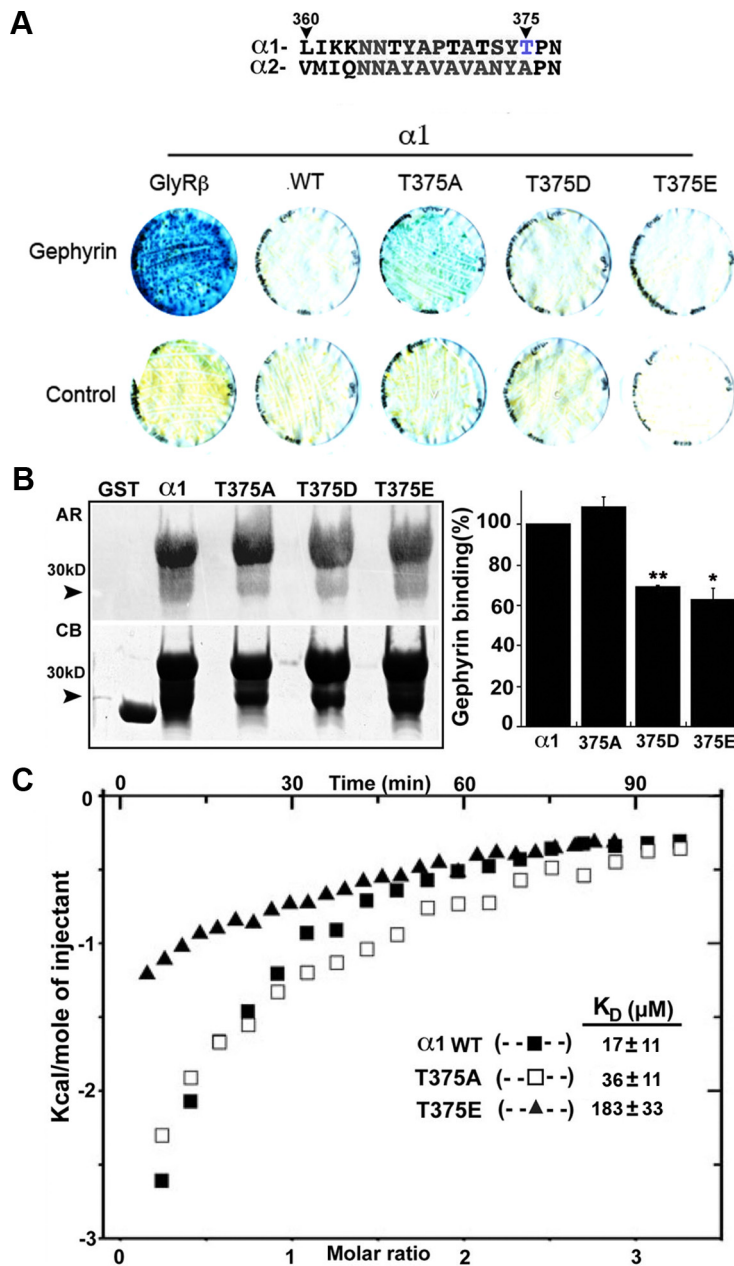 A
360 375
α1- LIKKNNTYAPTATSYTPN
α2- VMIQNNAYAVAVANYAPN
α1
GlyRβ .WT T375A T375D T375E
Gephyrin
Control
B
GST α1 T375A T375D T375E
AR
30kD
CB
30kD
Gephyrin binding(%)
100
80
60
40
20
0
** *
α1 375A 375D 375E
C
0 30 Time (min) 60 90
0
-1
-2
-3
Kcal/mole of injectant
KD (μM)
α1 WT (--■--) 17±11
T375A (--□--) 36±11
T375E (--▲--) 183±33
0 1 Molar ratio 2 3